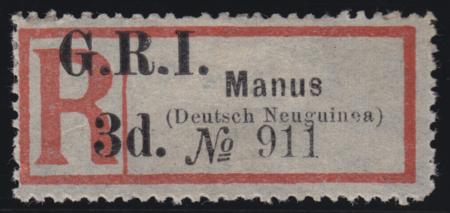 G.R.I.
R
Manus
(Deutsch Neuguinea)
3d.
№ 911